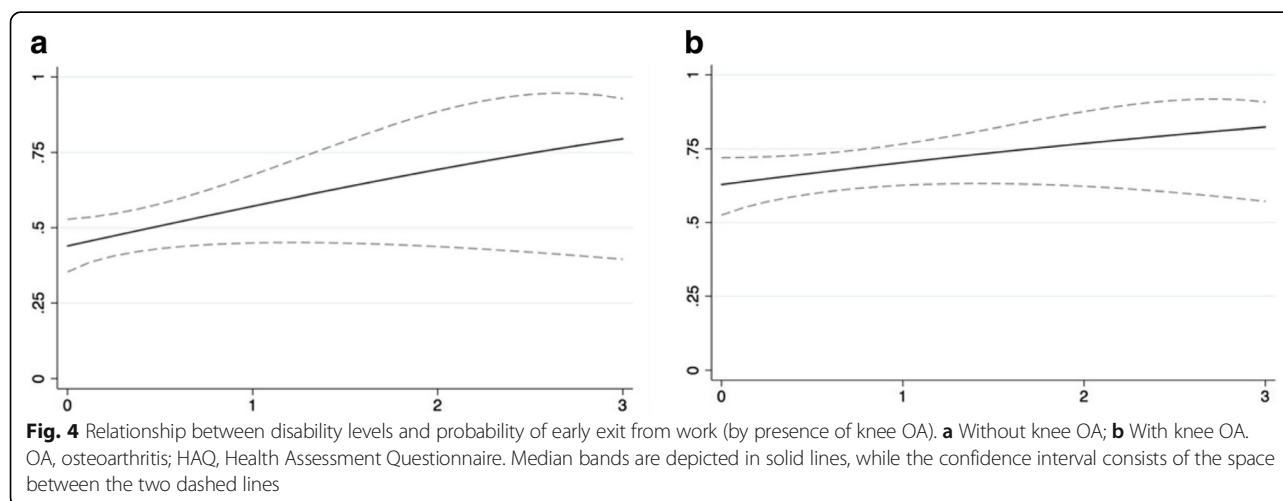 a
1
.75
.5
.25
0
0 1 2 3
b
1
.75
.5
.25
0
0 1 2 3
Fig. 4 Relationship between disability levels and probability of early exit from work (by presence of knee OA). a Without knee OA; b With knee OA.
OA, osteoarthritis; HAQ, Health Assessment Questionnaire. Median bands are depicted in solid lines, while the confidence interval consists of the space
between the two dashed lines